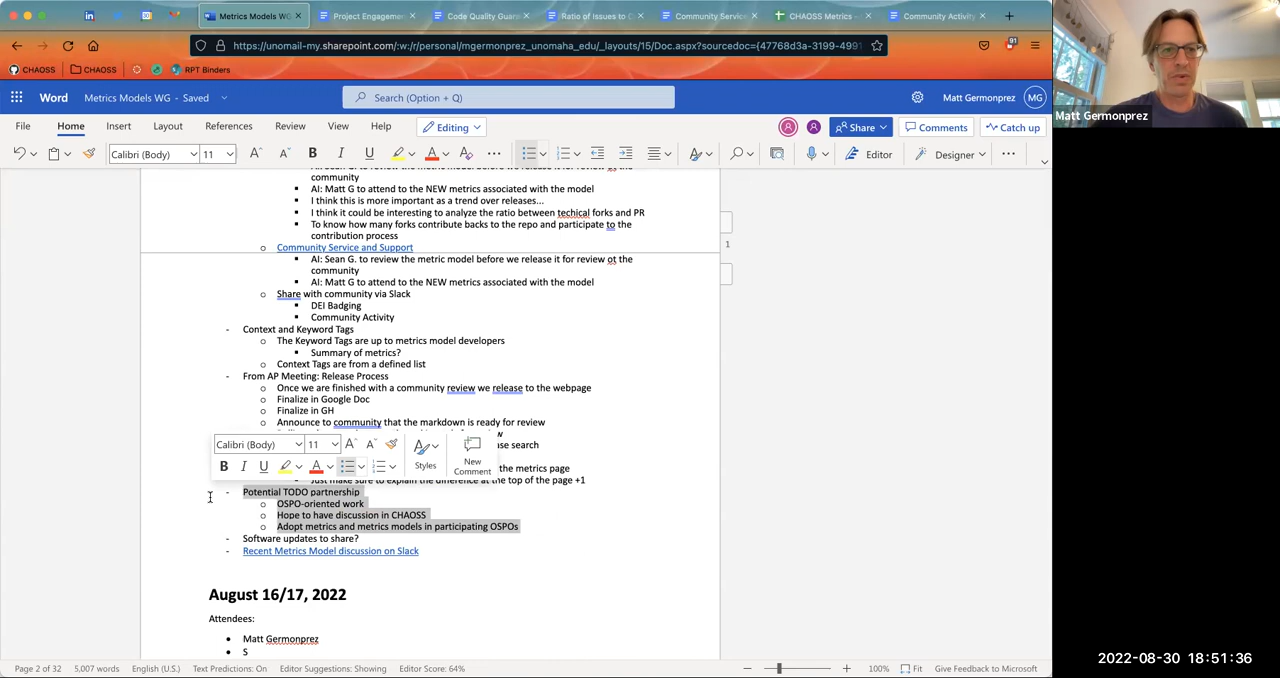 Metrics Models WG
Project Engagemen
Code Quality Guar
Ratio of Issues to C
Community Service
CHAOSS Metrics
Community Activity
https://unomail-my.sharepoint.com/:w:/r/personal/mgermonprez_unomaha_edu/_layouts/15/Doc.aspx?sourcedoc={47768d3a-3199-4991
91
CHAOSS
CHAOSS
RPT Binders
Word
Metrics Models WG - Saved
Search (Option + Q)
Matt Germonprez
MG
File
Home
Insert
Layout
References
Review
View
Help
Editing
Share
Comments
Catch up
Calibri (Body)
11
Editor
Designer
community
AI: Matt G to attend to the NEW metrics associated with the model
I think this is more important as a trend over releases...
I think it could be interesting to analyze the ratio between techical forks and PR
To know how many forks contribute backs to the repo and participate to the
contribution process
1
Community Service and Support
AI: Sean G. to review the metric model before we release it for review ot the
community
AI: Matt G to attend to the NEW metrics associated with the model
Share with community via Slack
DEI Badging
Community Activity
- Context and Keyword Tags
The Keyword Tags are up to metrics model developers
Summary of metrics?
Context Tags are from a defined list
- From AP Meeting: Release Process
Once we are finished with a community review we release to the webpage
Finalize in Google Doc
Finalize in GH
Announce to community that the markdown is ready for review
Calibri (Body)
11
Styles
New
Comment
the metrics page
Just make sure to explain the difference at the top of the page +1
- Potential TODO partnership
OSPO-oriented work
Hope to have discussion in CHAOSS
Adopt metrics and metrics models in participating OSPOs
- Software updates to share?
- Recent Metrics Model discussion on Slack
August 16/17, 2022
Attendees:
Matt Germonprez
S
Page 2 of 32
5,007 words
English (U.S.)
Text Predictions: On
Editor Suggestions: Showing
Editor Score: 64%
100%
Fit
Give Feedback to Microsoft
Matt Germonprez
2022-08-30 18:51:36